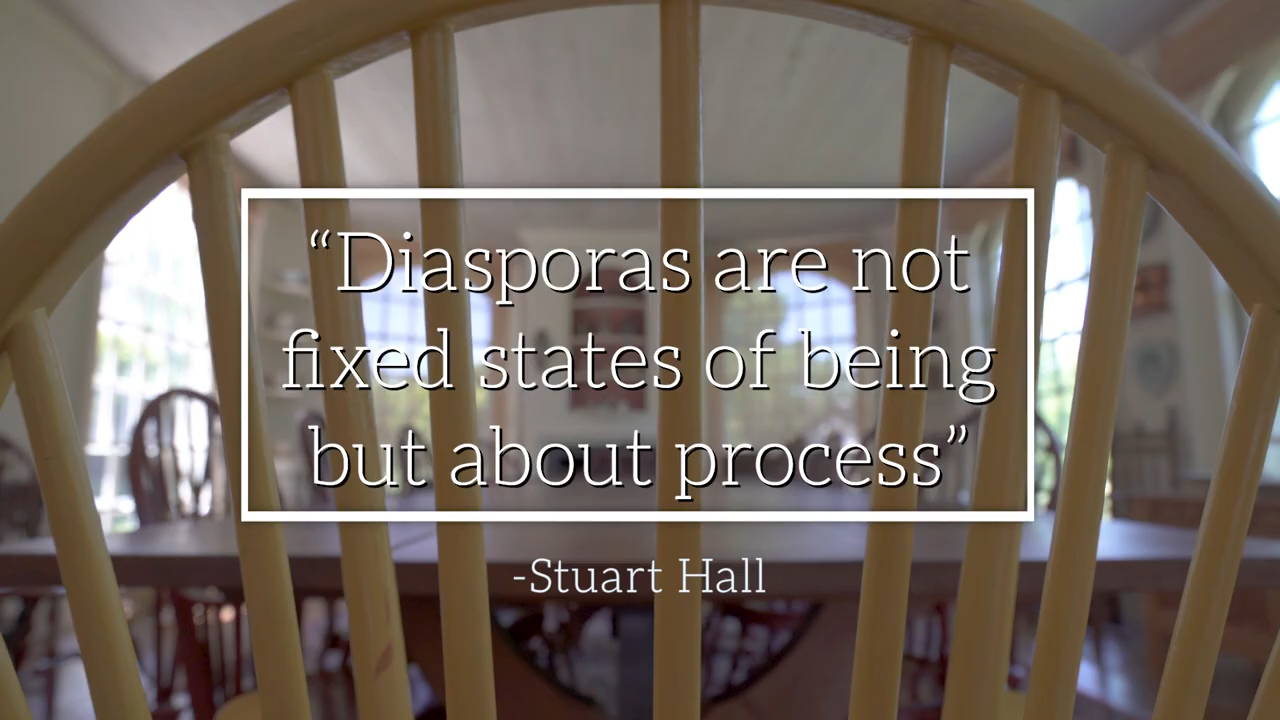 “Diasporas are not
fixed states of being
but about process”
-Stuart Hall